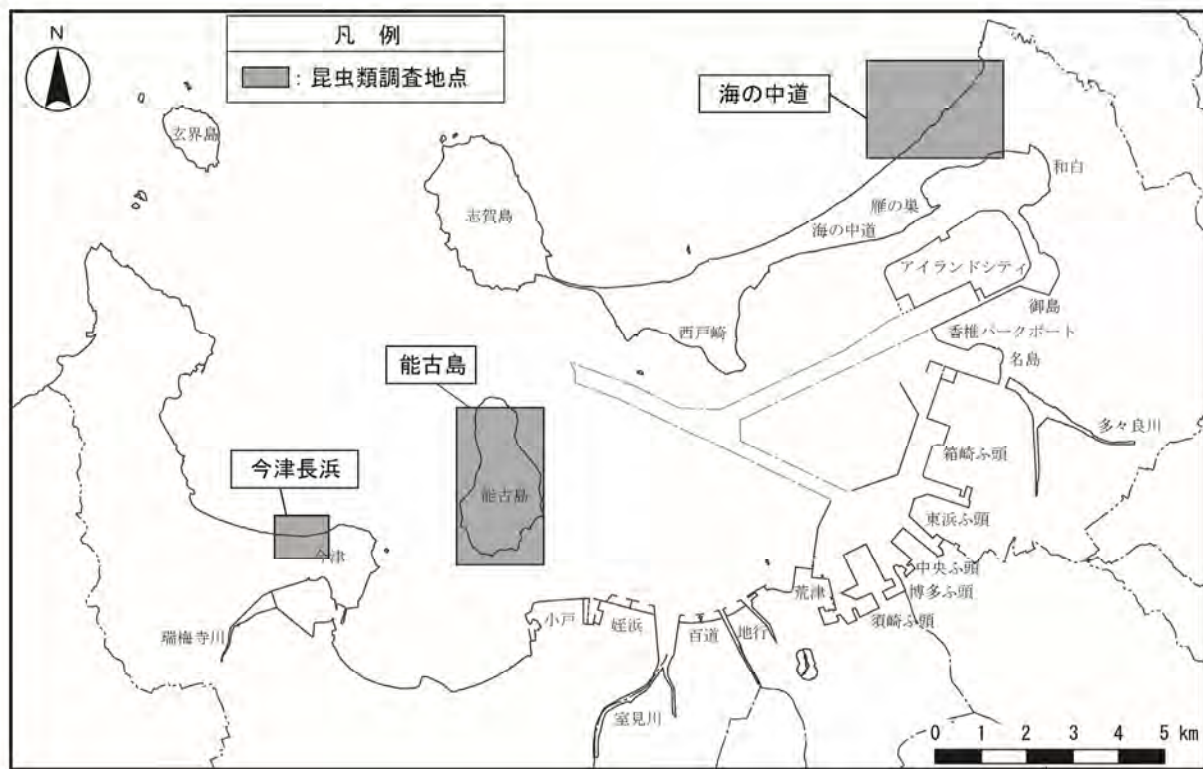 N
凡 例
：昆虫類調査地点
海の中道
玄界島
和白
志賀島
雁の巣
海の中道
アイランドシティ
御島
西戸崎
香椎パークポート
名島
能古島
多々良川
箱崎ふ頭
今津長浜
能古島
東浜ふ頭
今津
中央ふ頭
荒津
博多ふ頭
小戸
姪浜
百道
地行
須崎ふ頭
瑞梅寺川
室見川
0 1 2 3 4 5 km